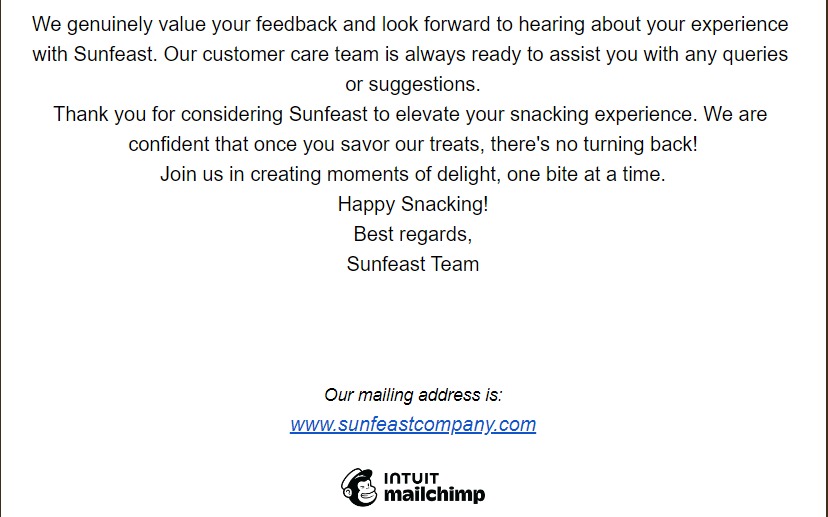 We genuinely value your feedback and look forward to hearing about your experience
with Sunfeast. Our customer care team is always ready to assist you with any queries
or suggestions.
Thank you for considering Sunfeast to elevate your snacking experience. We are
confident that once you savor our treats, there's no turning back!
Join us in creating moments of delight, one bite at a time.
Happy Snacking!
Best regards,
Sunfeast Team
Our mailing address is:
www.sunfeastcompany.com
INTUIT
mailchimp